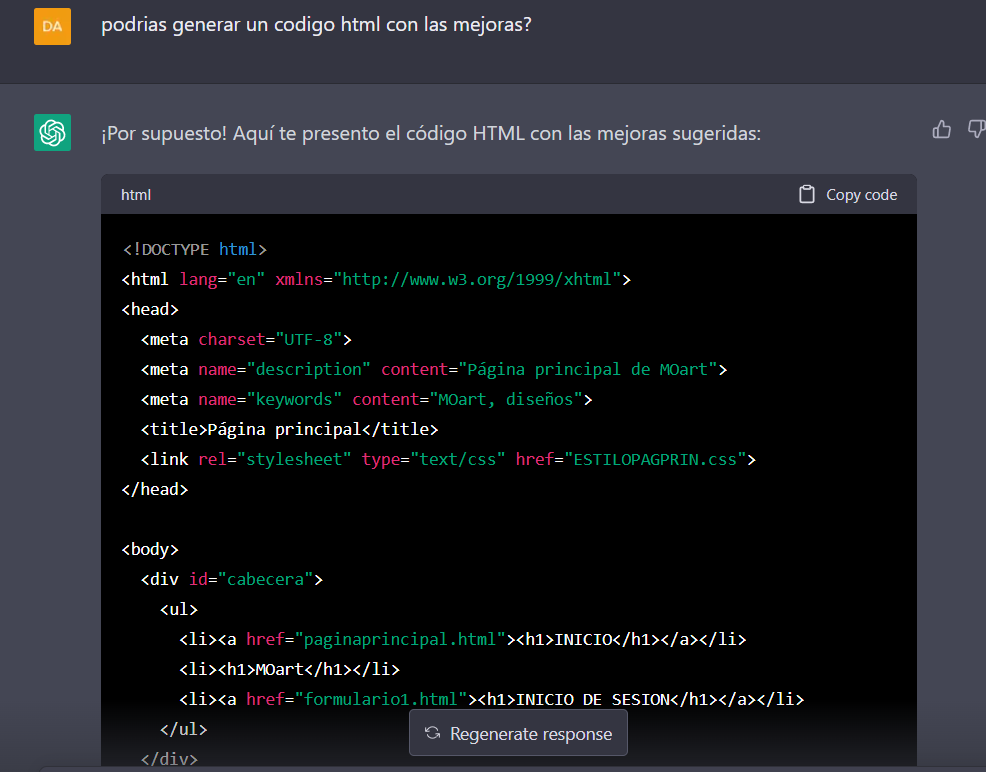 DA
podrias generar un codigo html con las mejoras?
¡Por supuesto! Aquí te presento el código HTML con las mejoras sugeridas:
html
Copy code
<!DOCTYPE html>
<html lang="en" xmlns="http://www.w3.org/1999/xhtml">
<head>
  <meta charset="UTF-8">
  <meta name="description" content="Página principal de MOart">
  <meta name="keywords" content="MOart, diseños">
  <title>Página principal</title>
  <link rel="stylesheet" type="text/css" href="ESTILOPAGPRIN.css">
</head>
<body>
  <div id="cabecera">
    <ul>
      <li><a href="paginaprincipal.html"><h1>INICIO</h1></a></li>
      <li><h1>MOart</h1></li>
      <li><a href="formulario1.html"><h1>INICIO DE SESION</h1></a></li>
    </ul>
Regenerate response
  </div>